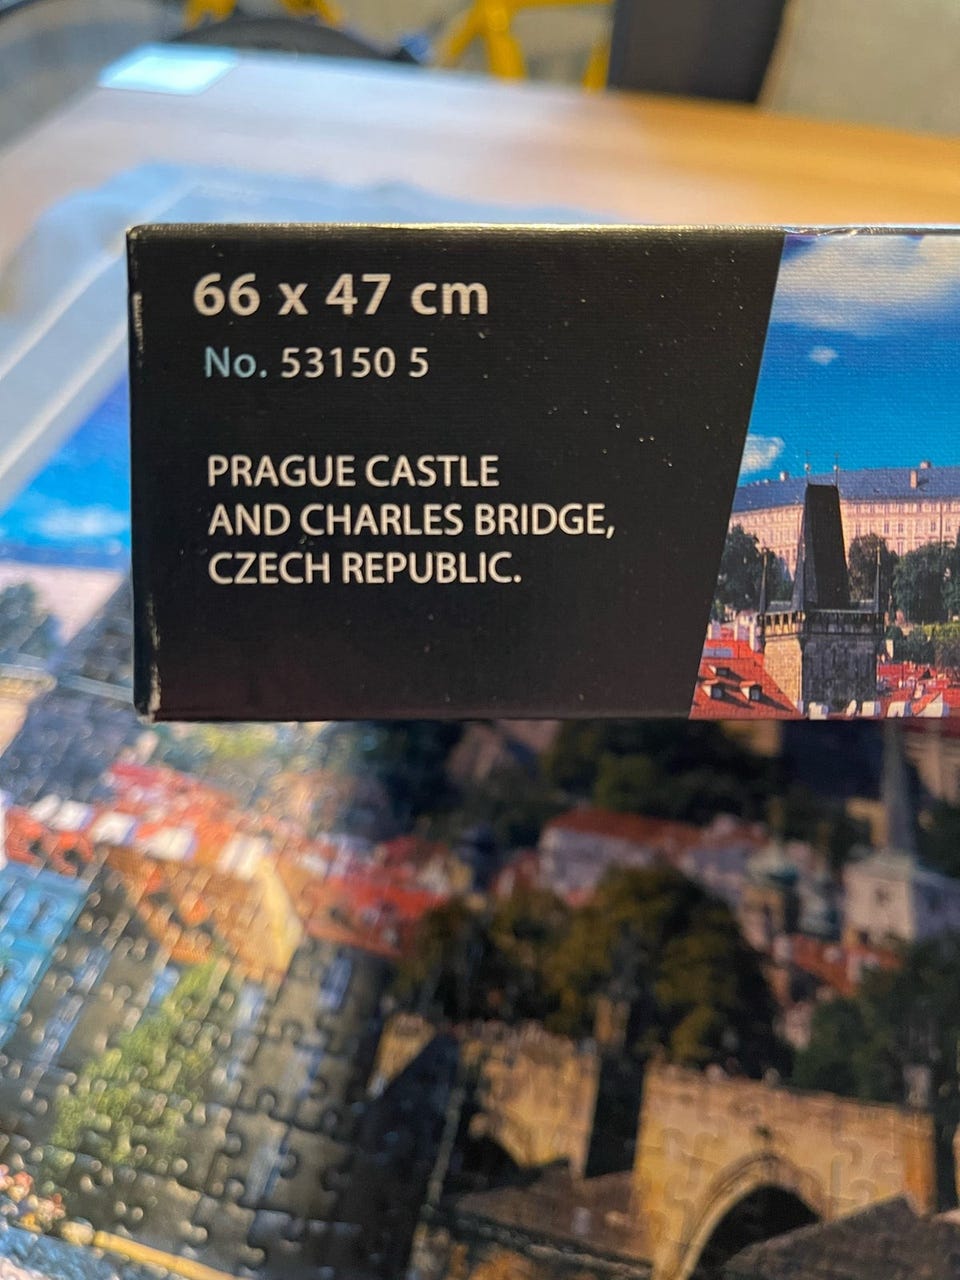 66 x 47 cm
No. 53150 5
PRAGUE CASTLE
AND CHARLES BRIDGE,
CZECH REPUBLIC.